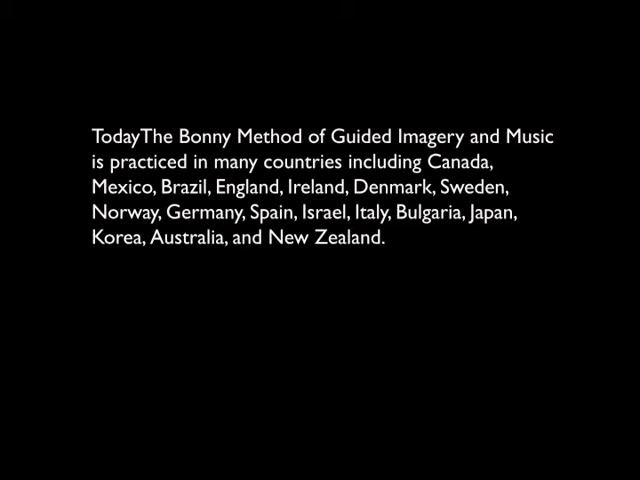 TodayThe Bonny Method of Guided Imagery and Music
is practiced in many countries including Canada,
Mexico, Brazil, England, Ireland, Denmark, Sweden,
Norway, Germany, Spain, Israel, Italy, Bulgaria, Japan,
Korea, Australia, and New Zealand.